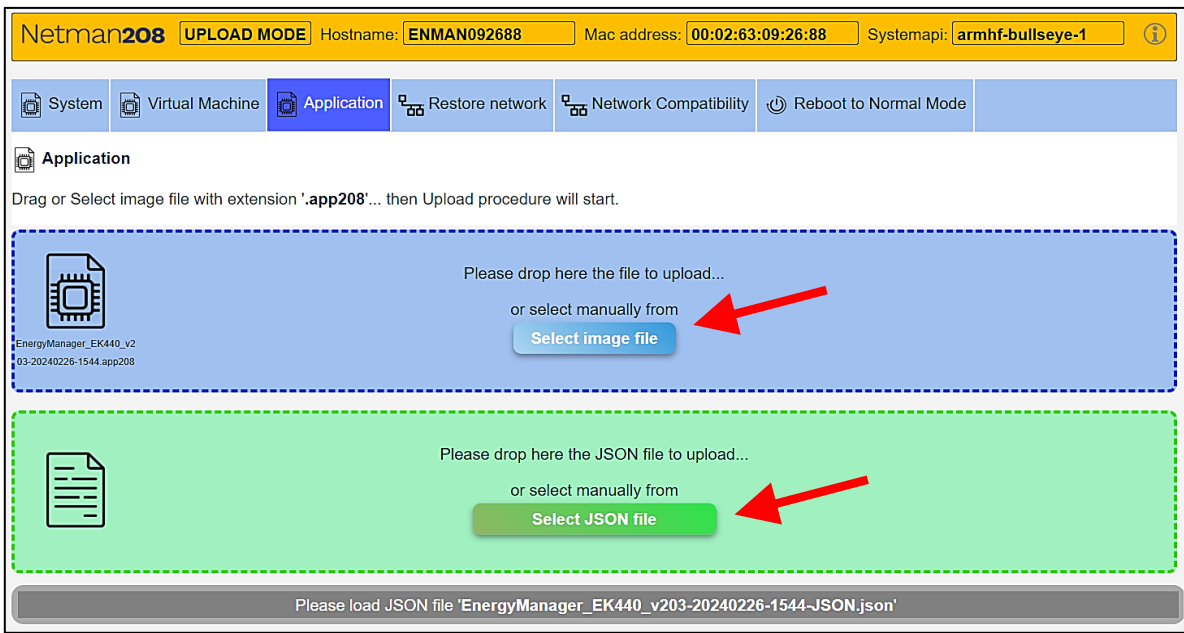 Netman208 UPLOAD MODE Hostname: ENMAN092688 Mac address: 00:02:63:09:26:88 Systemapi: armhf-bullseye-1
System Virtual Machine Application Restore network Network Compatibility Reboot to Normal Mode
Application
Drag or Select image file with extension '.app208'... then Upload procedure will start.
Please drop here the file to upload...
or select manually from
Select image file
EnergyManager_EK440_v2
03-20240226-1544.app208
Please drop here the JSON file to upload...
or select manually from
Select JSON file
Please load JSON file 'EnergyManager_EK440_v203-20240226-1544-JSON.json'